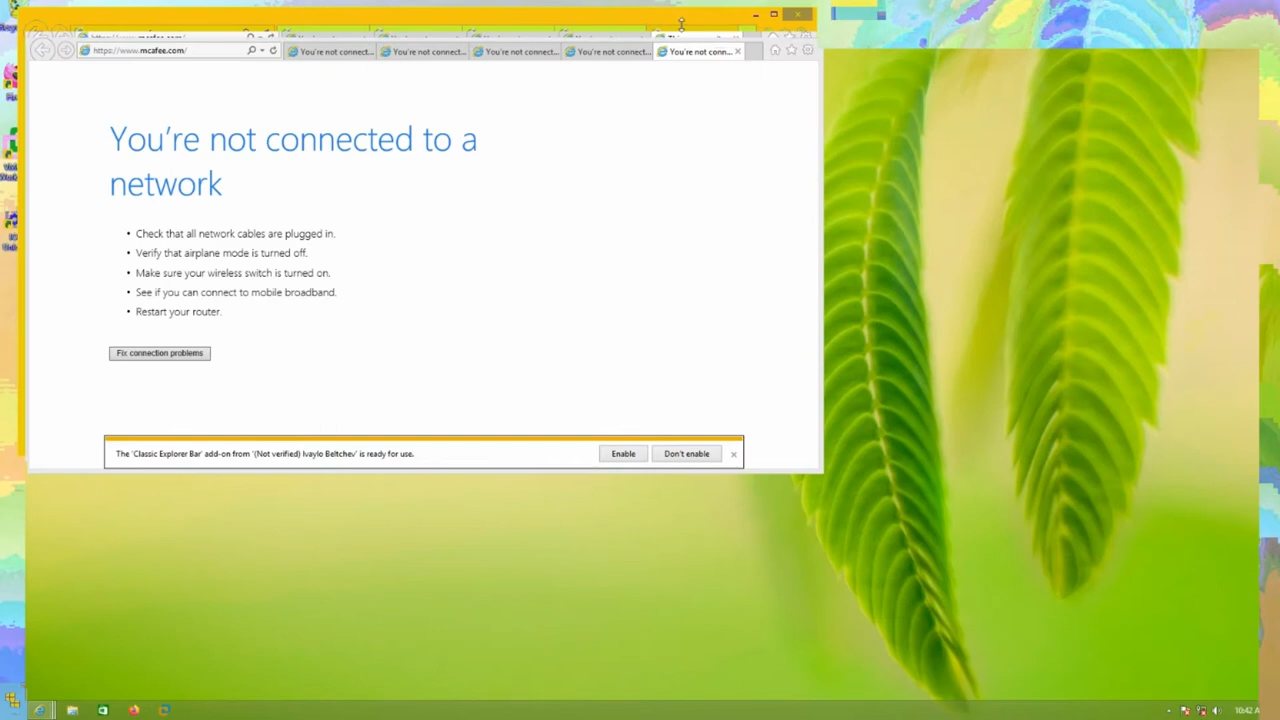 https://www.mcafee.com/
You're not connect...
You're not connect...
You're not connect...
You're not connect...
You're not conn...
You're not connected to a
network
• Check that all network cables are plugged in.
• Verify that airplane mode is turned off.
• Make sure your wireless switch is turned on.
• See if you can connect to mobile broadband.
• Restart your router.
Fix connection problems
The 'Classic Explorer Bar' add-on from '(Not verified) Ivaylo Beltchev' is ready for use.
Enable
Don't enable
10:42 A